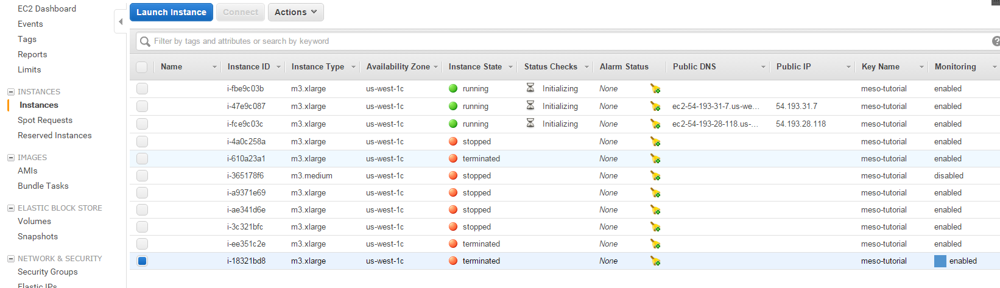 EC2 Dashboard
Events
Tags
Reports
Limits
INSTANCES
Instances
Spot Requests
Reserved Instances
IMAGES
AMIs
Bundle Tasks
ELASTIC BLOCK STORE
Volumes
Snapshots
NETWORK & SECURITY
Security Groups
Elastic IPs
Launch Instance Connect Actions
Filter by tags and attributes or search by keyword ?
Name Instance ID Instance Type Availability Zone Instance State Status Checks Alarm Status Public DNS Public IP Key Name Monitoring
i-fbe9c03b m3.xlarge us-west-1c running Initializing None meso-tutorial enabled
i-47e9c087 m3.xlarge us-west-1c running Initializing None ec2-54-193-31-7.us-we... 54.193.31.7 meso-tutorial enabled
i-fce9c03c m3.xlarge us-west-1c running Initializing None ec2-54-193-28-118.us-... 54.193.28.118 meso-tutorial enabled
i-4a0c258a m3.xlarge us-west-1c stopped None meso-tutorial enabled
i-610a23a1 m3.xlarge us-west-1c terminated None meso-tutorial enabled
i-365178f6 m3.medium us-west-1c stopped None meso-tutorial disabled
i-a9371e69 m3.xlarge us-west-1c stopped None meso-tutorial enabled
i-ae341d6e m3.xlarge us-west-1c stopped None meso-tutorial enabled
i-3c321bfc m3.xlarge us-west-1c stopped None meso-tutorial enabled
i-ee351c2e m3.xlarge us-west-1c terminated None meso-tutorial enabled
i-18321bd8 m3.xlarge us-west-1c terminated None meso-tutorial enabled